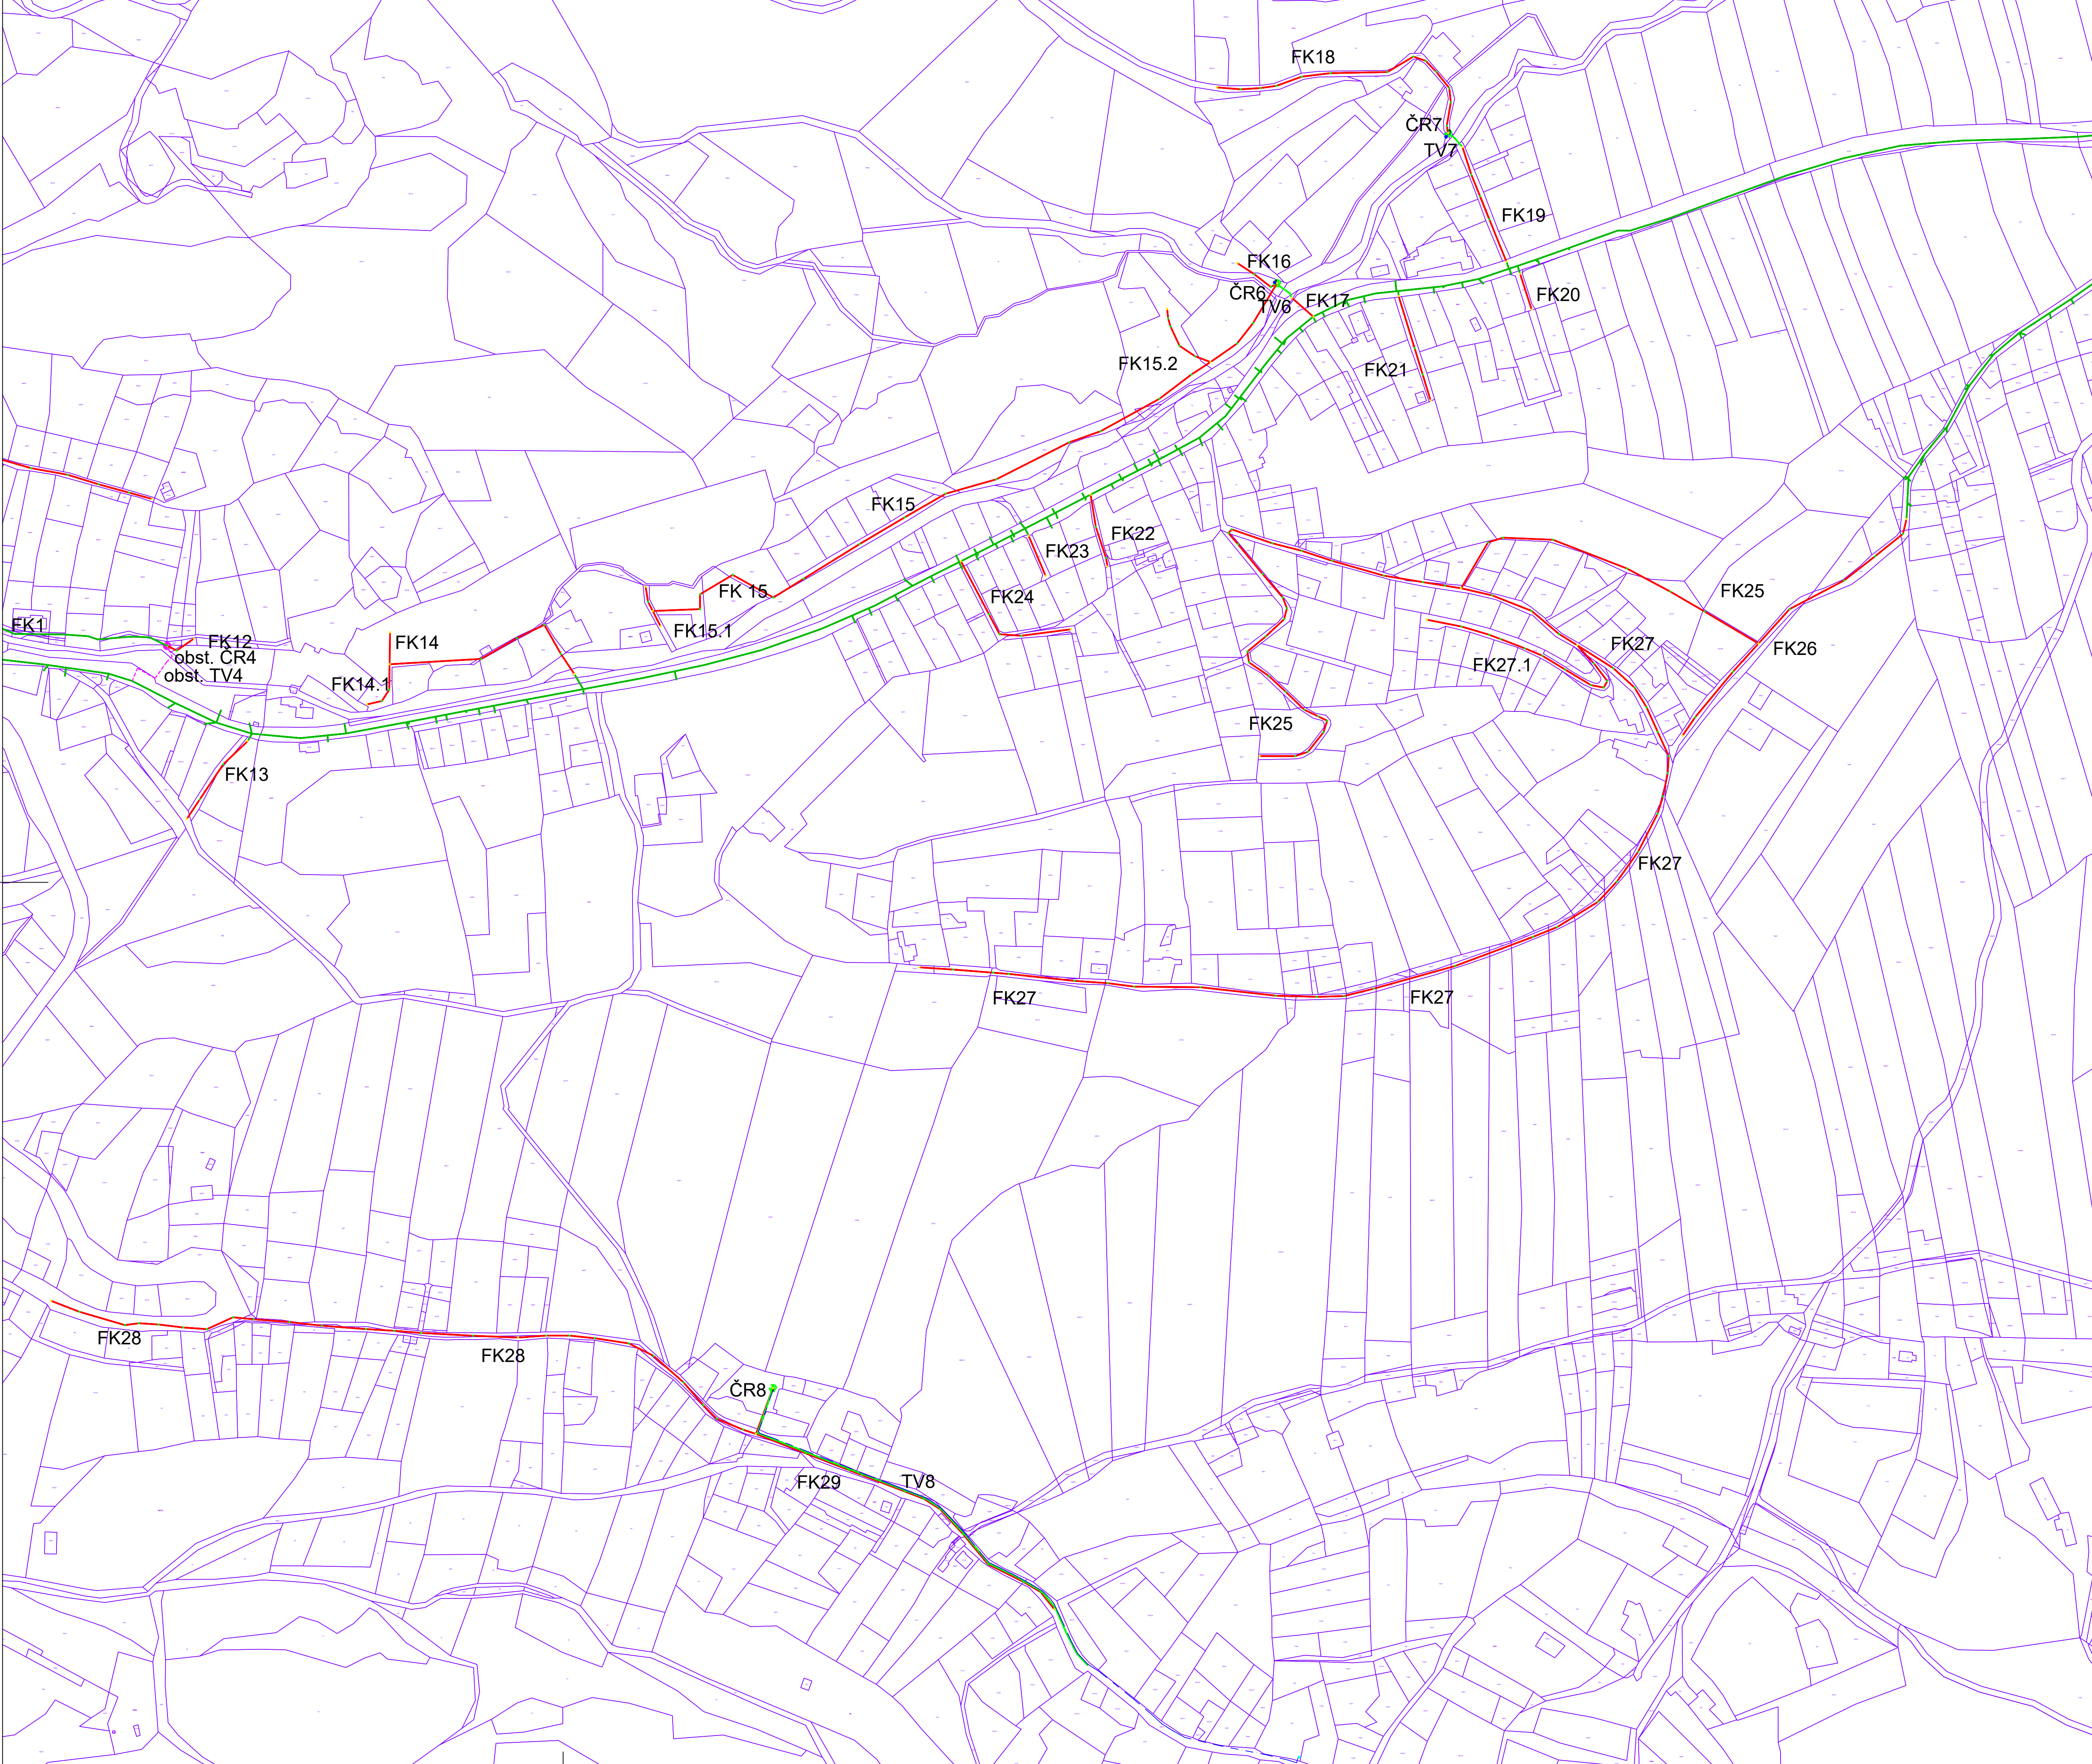 FK18
ČR7
TV7
FK19
FK16
ČR6
TV6
FK17
FK20
FK15.2
FK21
FK15
FK22
FK23
FK 15
FK24
FK25
FK1
FK12
FK15.1
FK14
obst. ČR4
obst. TV4
FK14.1
FK27
FK26
FK27.1
FK25
FK13
FK27
FK27
FK27
FK28
FK28
ČR8
FK29
TV8